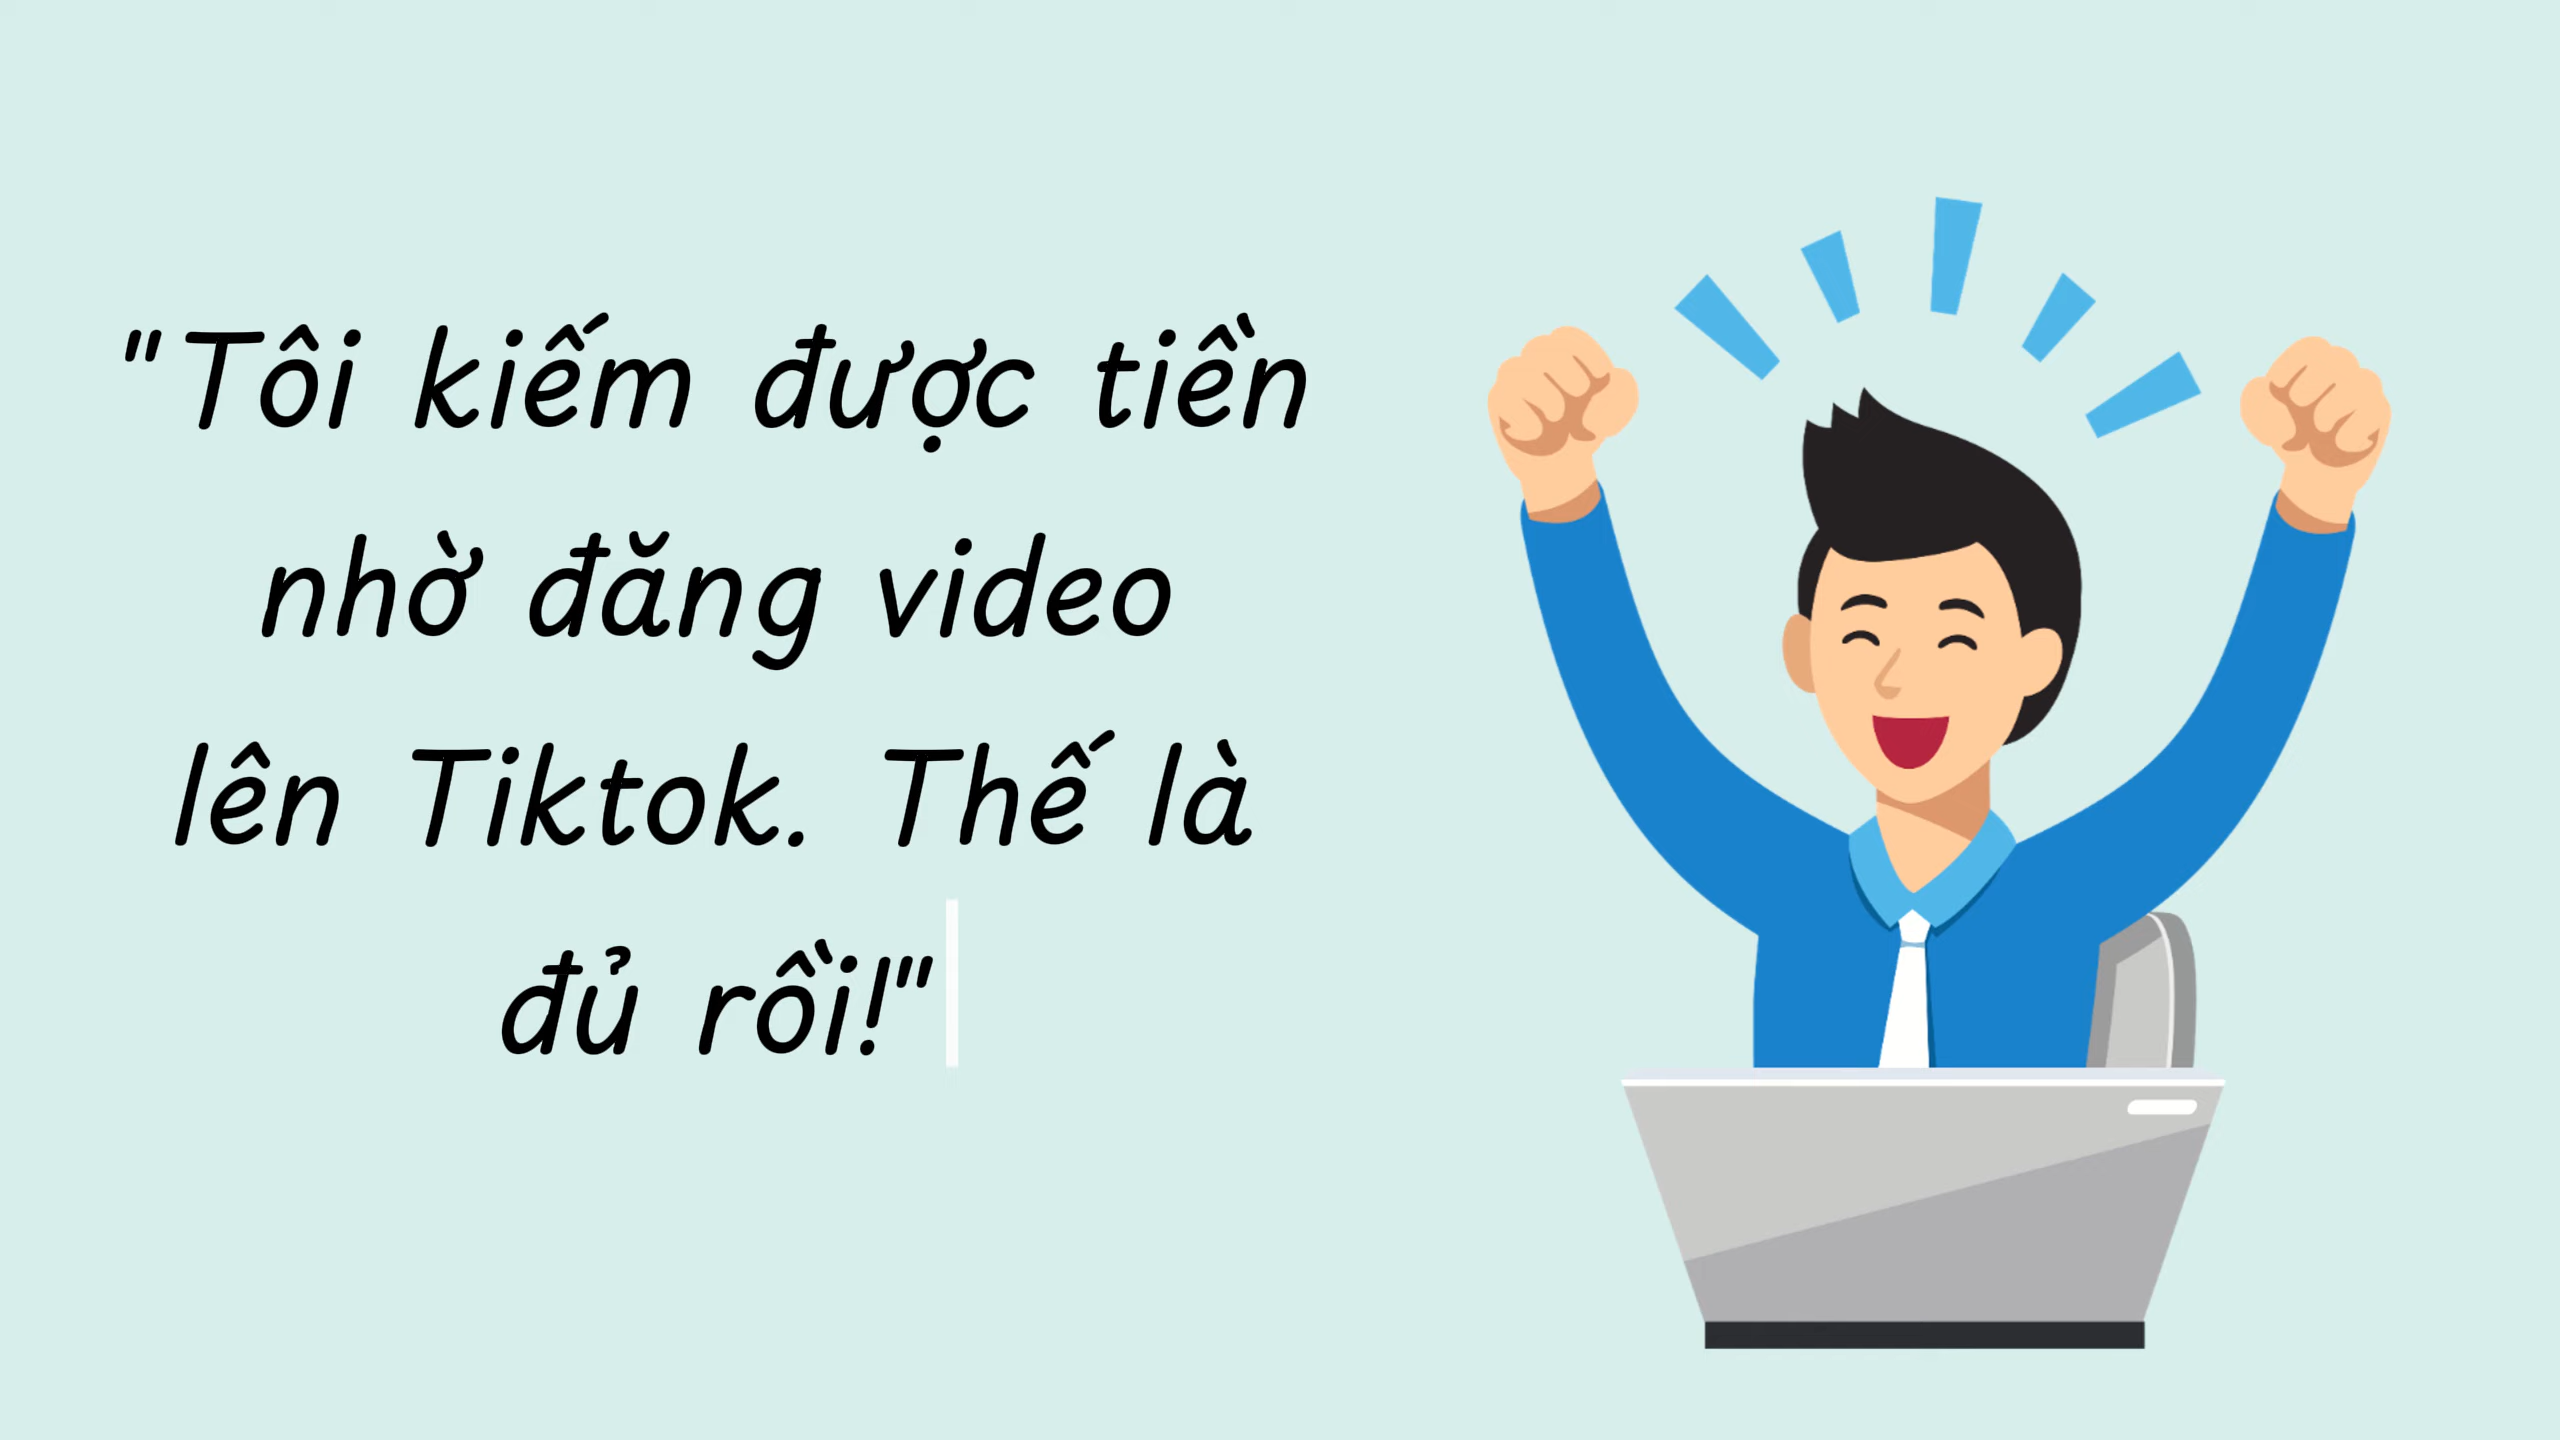 "Tôi kiếm được tiền
nhờ đăng video
lên Tiktok. Thế là
đủ rồi!"